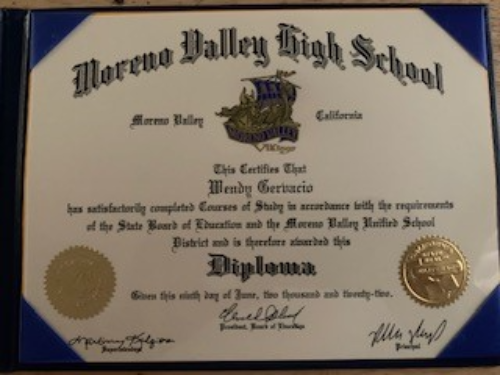 Moreno Valley High School
Moreno Valley California
MORENO VALLEY
This Certifies That
Wendy Gervacio
has satisfactorily completed Courses of Study in accordance with the requirements
of the State Board of Education and the Moreno Valley Unified School
District and is therefore awarded this
Diploma
Given this ninth day of June, two thousand and twenty-two.
President, Board of Education
Superintendent
Principal